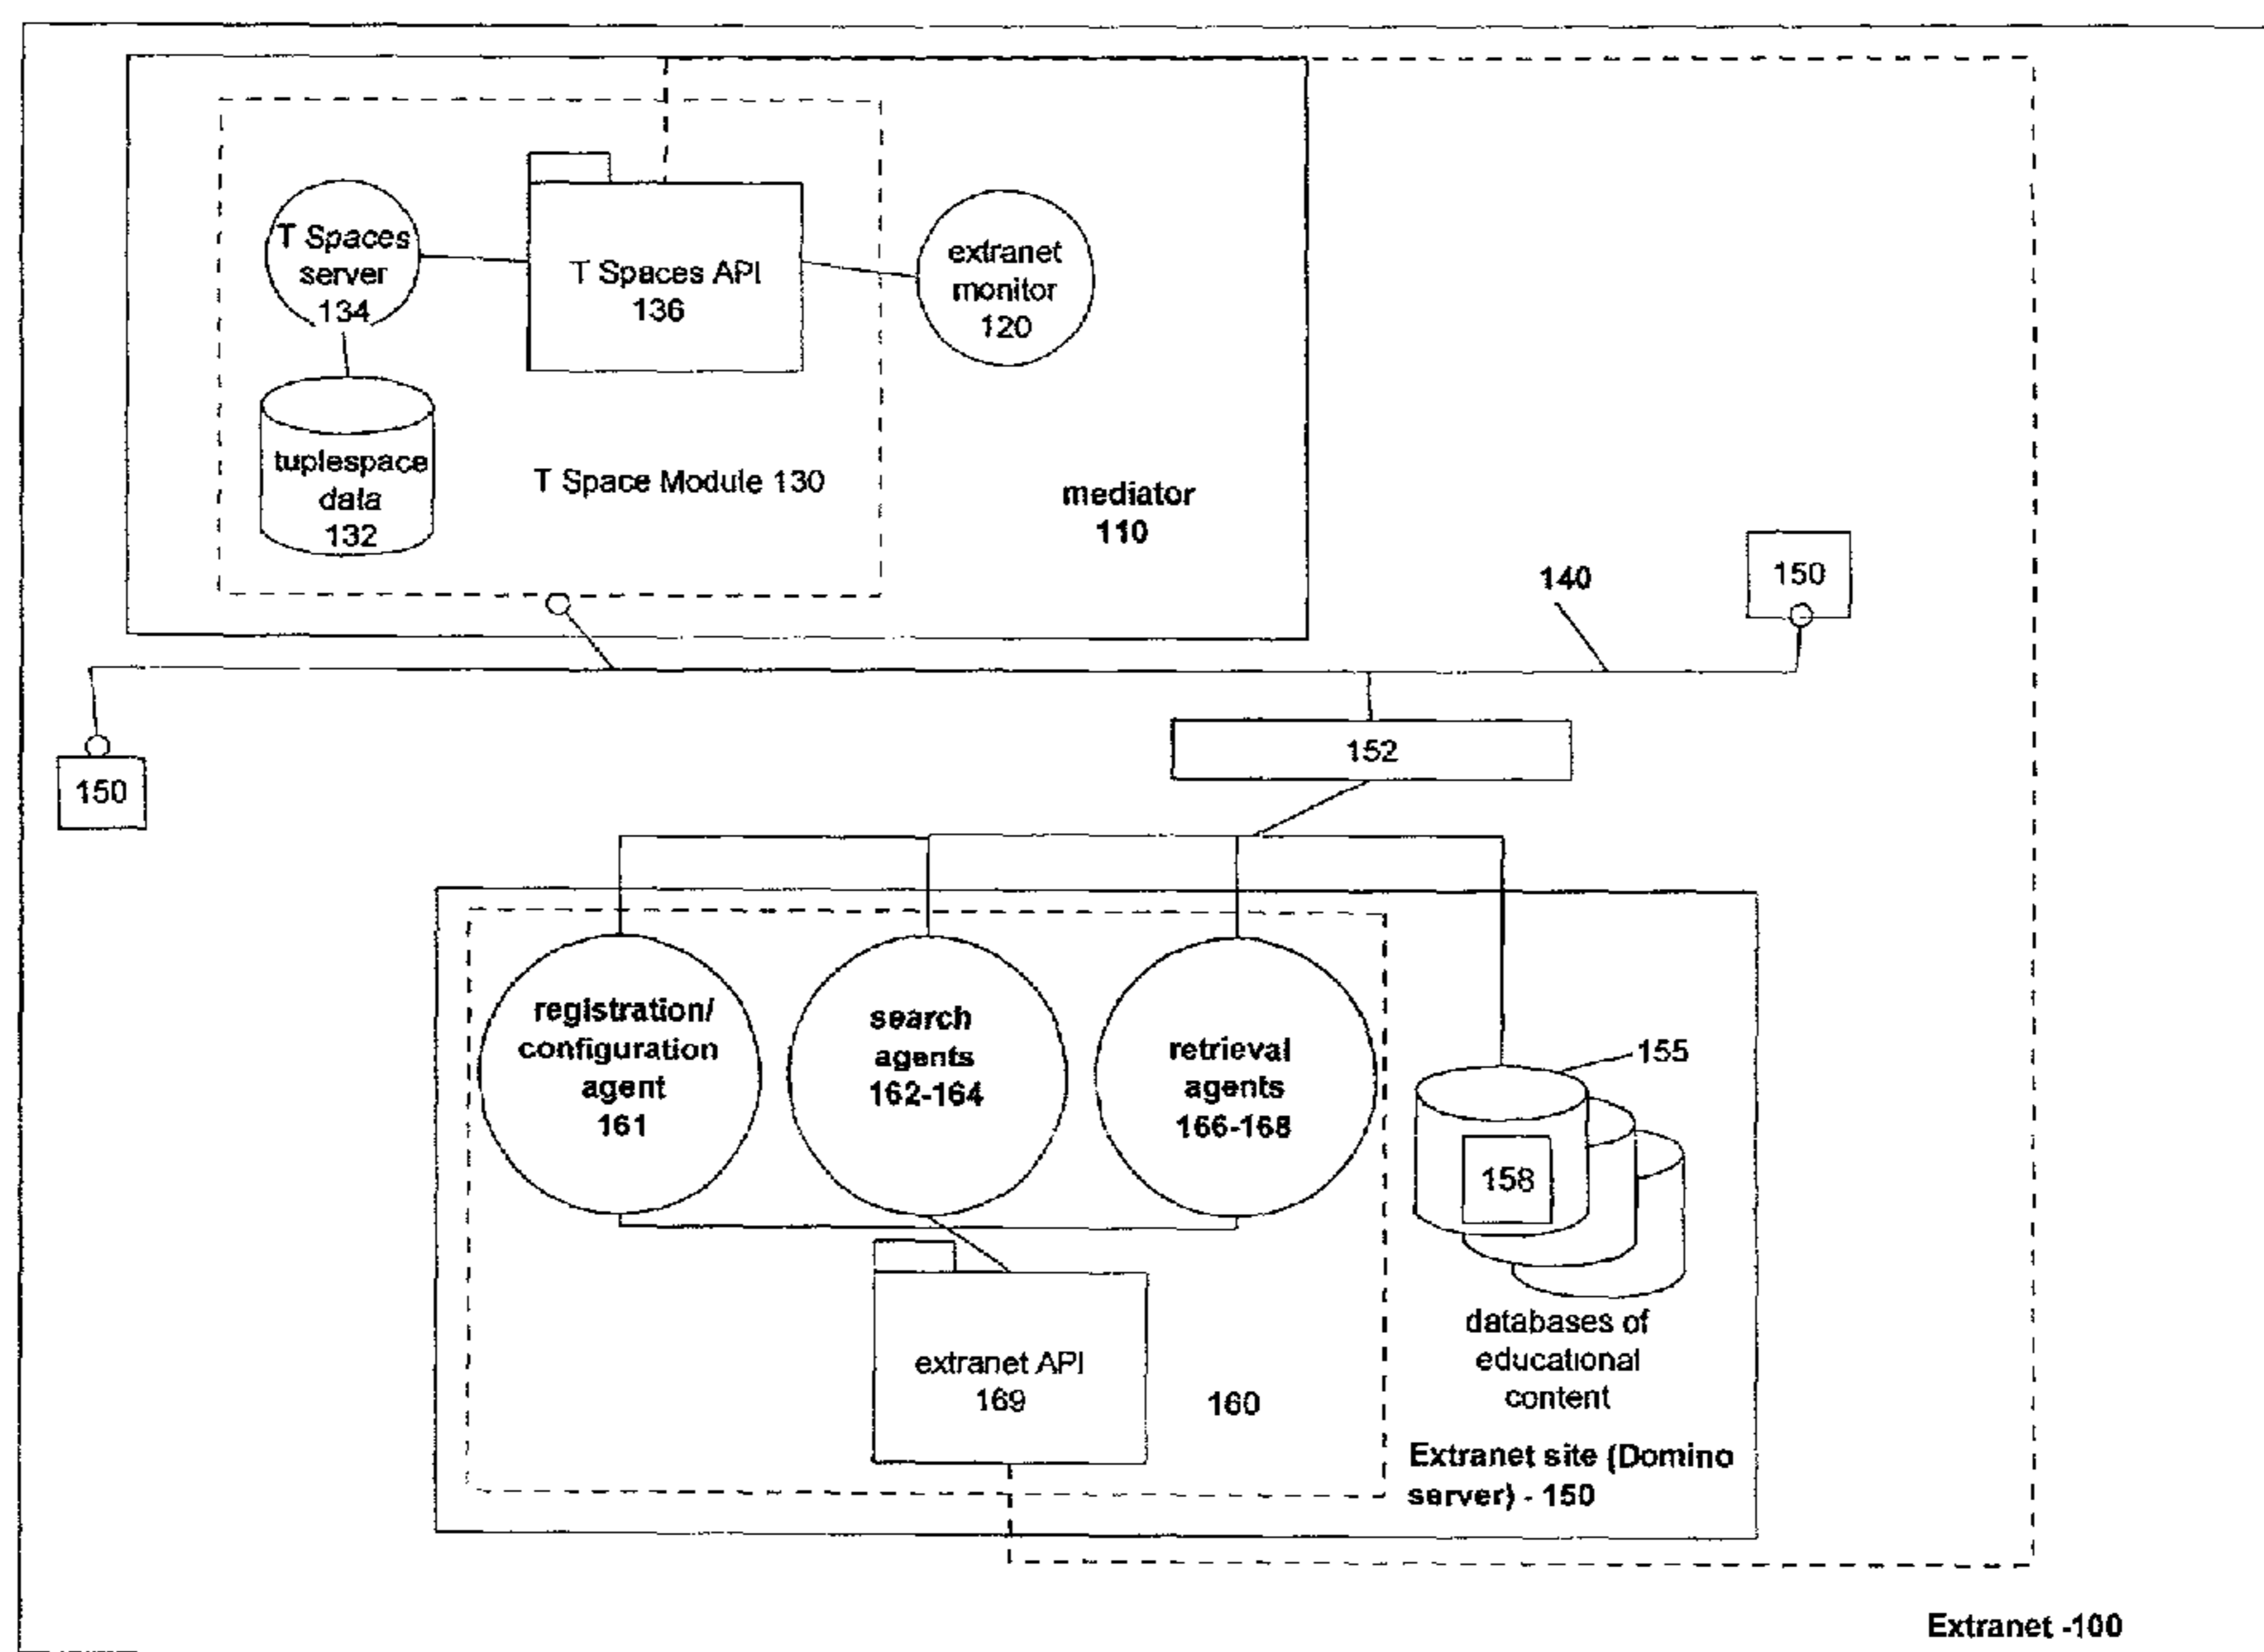 T Spaces
server
134
T Spaces API
136
extranet
monitor
120
tuplespace
data
132
T Space Module 130
mediator
110
140
150
150
152
registration/
configuration
agent
161
search
agents
162-164
retrieval
agents
166-168
155
158
databases of
educational
content
extranet API
169
160
Extranet site (Domino
server) - 150
Extranet -100